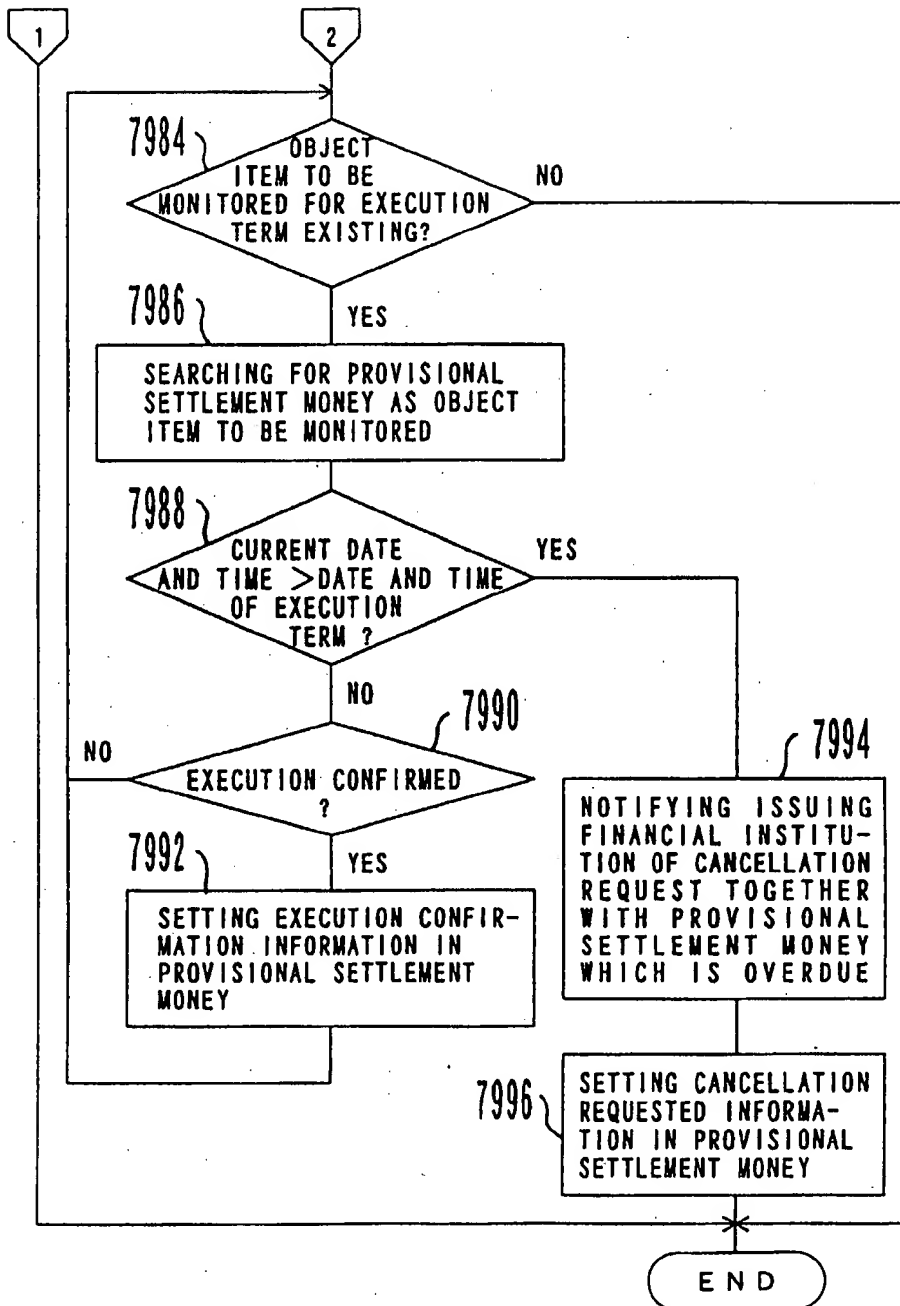 1
2
7984
OBJECT
ITEM TO BE
MONITORED FOR EXECUTION
TERM EXISTING?
NO
7986
YES
SEARCHING FOR PROVISIONAL
SETTLEMENT MONEY AS OBJECT
ITEM TO BE MONITORED
7988
CURRENT DATE
AND TIME >DATE AND TIME
OF EXECUTION
TERM ?
YES
NO
7990
NO
EXECUTION CONFIRMED
?
7994
NOTIFYING ISSUING
FINANCIAL INSTITU-
TION OF CANCELLATION
REQUEST TOGETHER
WITH PROVISIONAL
SETTLEMENT MONEY
WHICH IS OVERDUE
7992
YES
SETTING EXECUTION CONFIR-
MATION INFORMATION IN
PROVISIONAL SETTLEMENT
MONEY
7996
SETTING CANCELLATION
REQUESTED INFORMA-
TION IN PROVISIONAL
SETTLEMENT MONEY
END